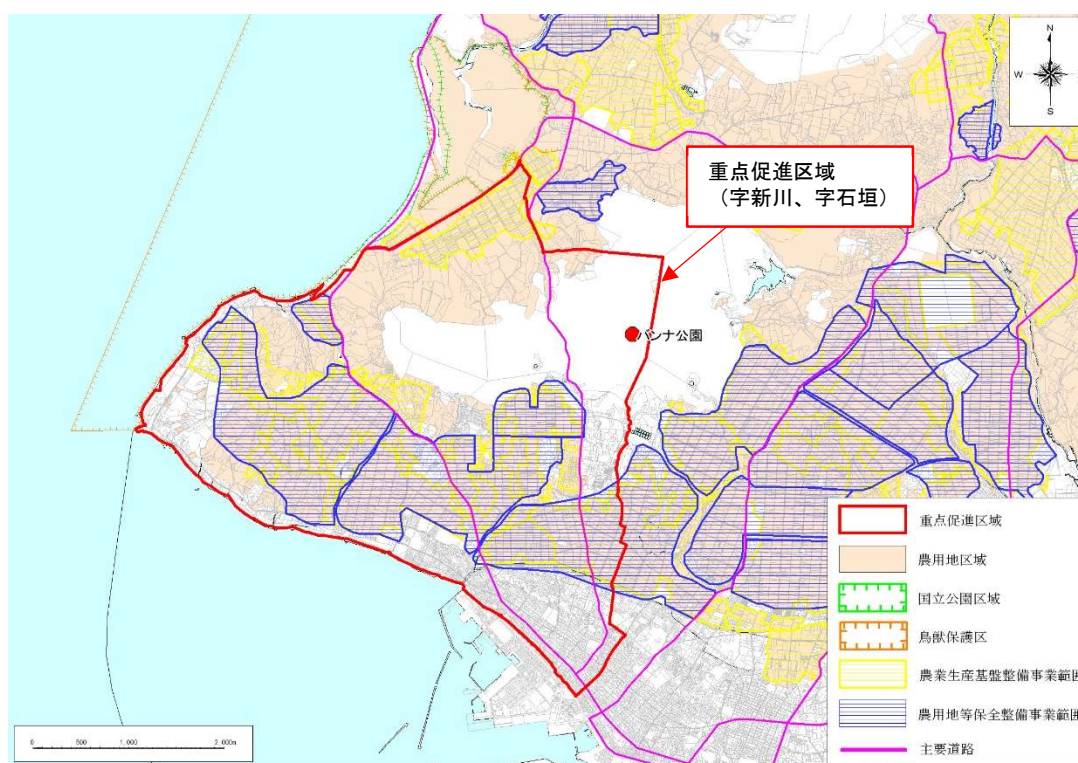 N
W
S
重点促進区域
（字新川、字石垣）
バンナ公園
重点促進区域
農用地区域
国立公園区域
鳥獣保護区
農業生産基盤整備事業範囲
農用地等保全整備事業範囲
主要道路
0 500 1,000 2,000m